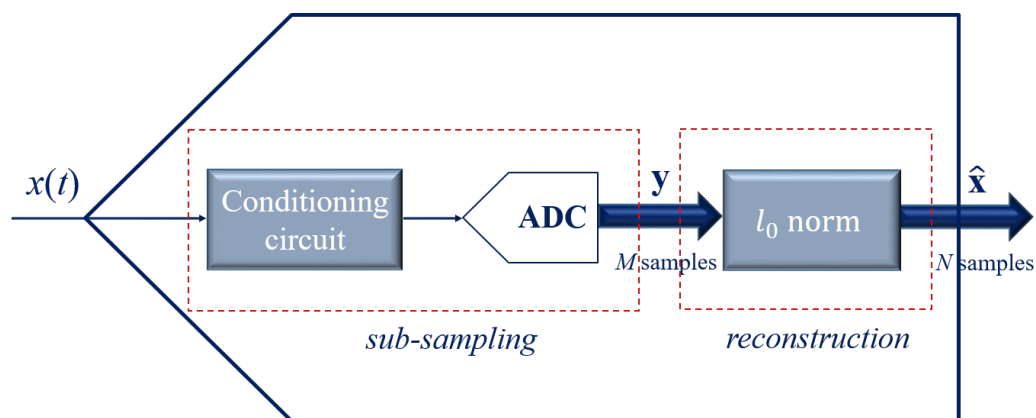 x(t)
Conditioning
circuit
ADC
y
M samples
l₀ norm
x̂
N samples
sub-sampling
reconstruction